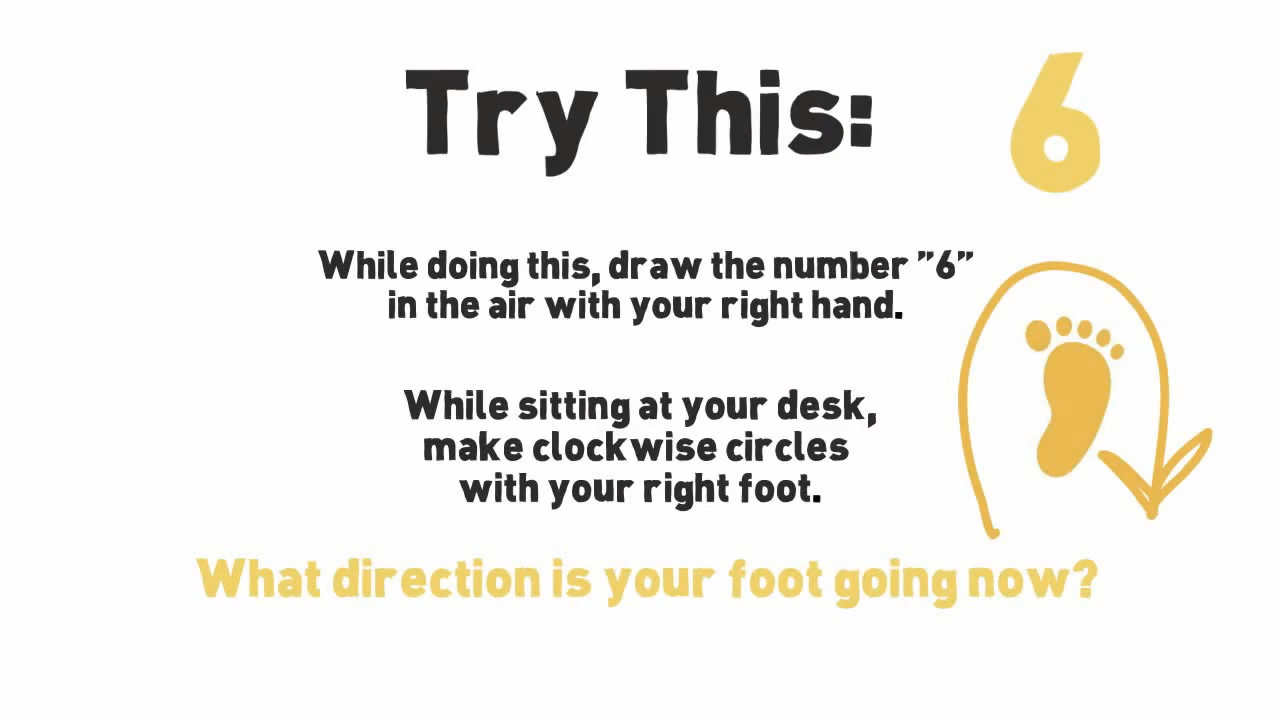 Try This:
6
While doing this, draw the number "6"
in the air with your right hand.
While sitting at your desk,
make clockwise circles
with your right foot.
What direction is your foot going now?